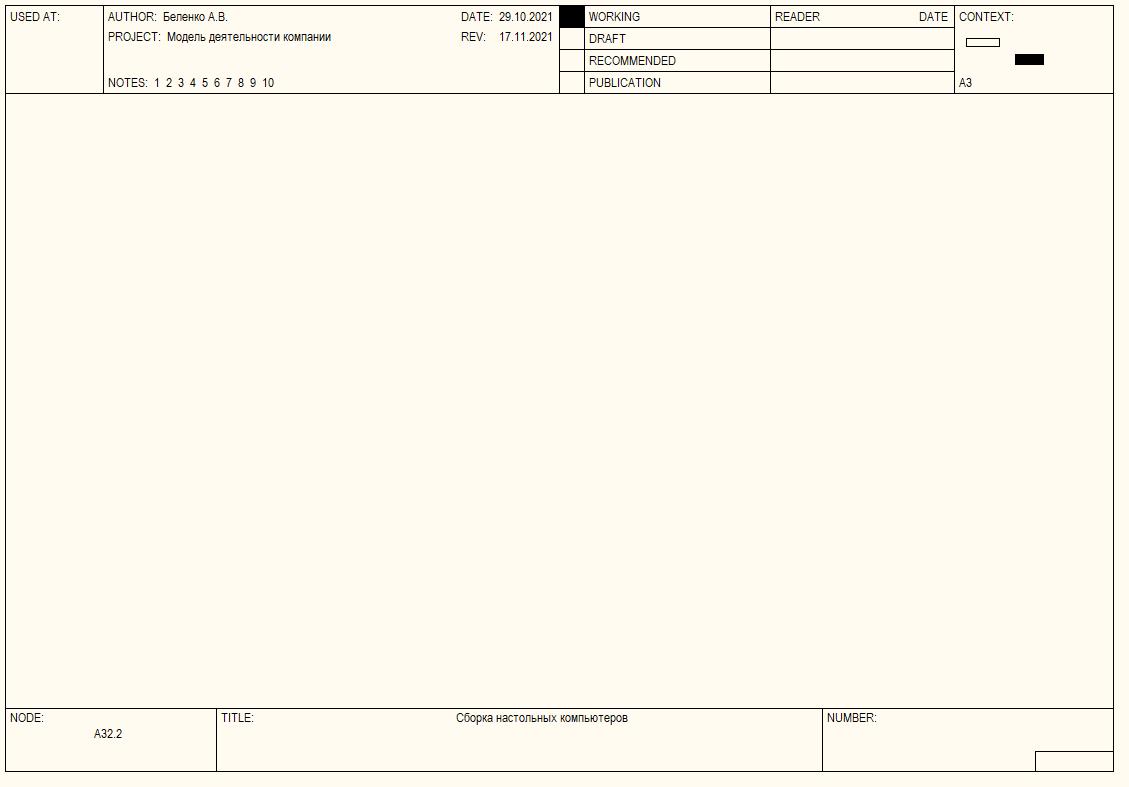 USED AT:
AUTHOR: Беленко А.В.
DATE: 29.10.2021
PROJECT: Модель деятельности компании
REV: 17.11.2021
NOTES: 1 2 3 4 5 6 7 8 9 10
WORKING
DRAFT
RECOMMENDED
PUBLICATION
READER DATE
CONTEXT:
A3
NODE:
A32.2
TITLE:
Сборка настольных компьютеров
NUMBER: